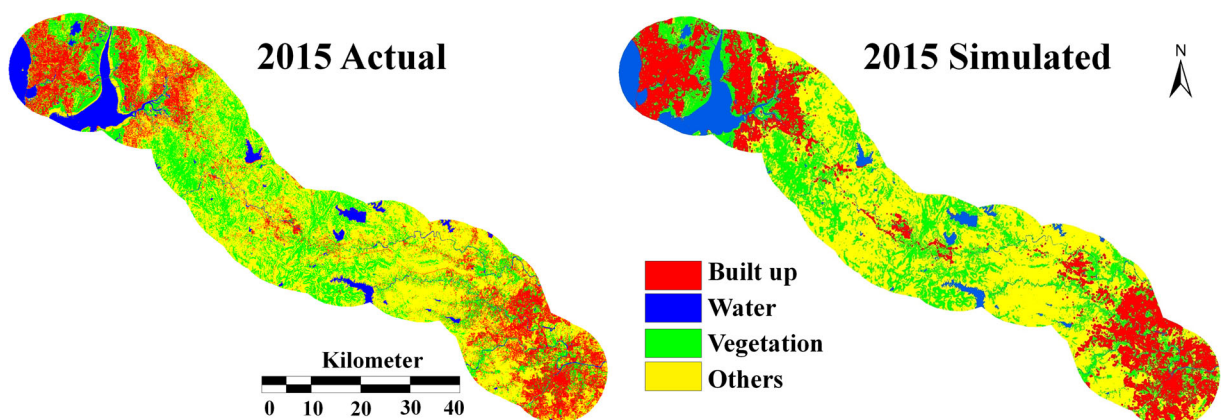 2015 Actual
2015 Simulated
N
Built up
Water
Vegetation
Others
Kilometer
0 10 20 30 40